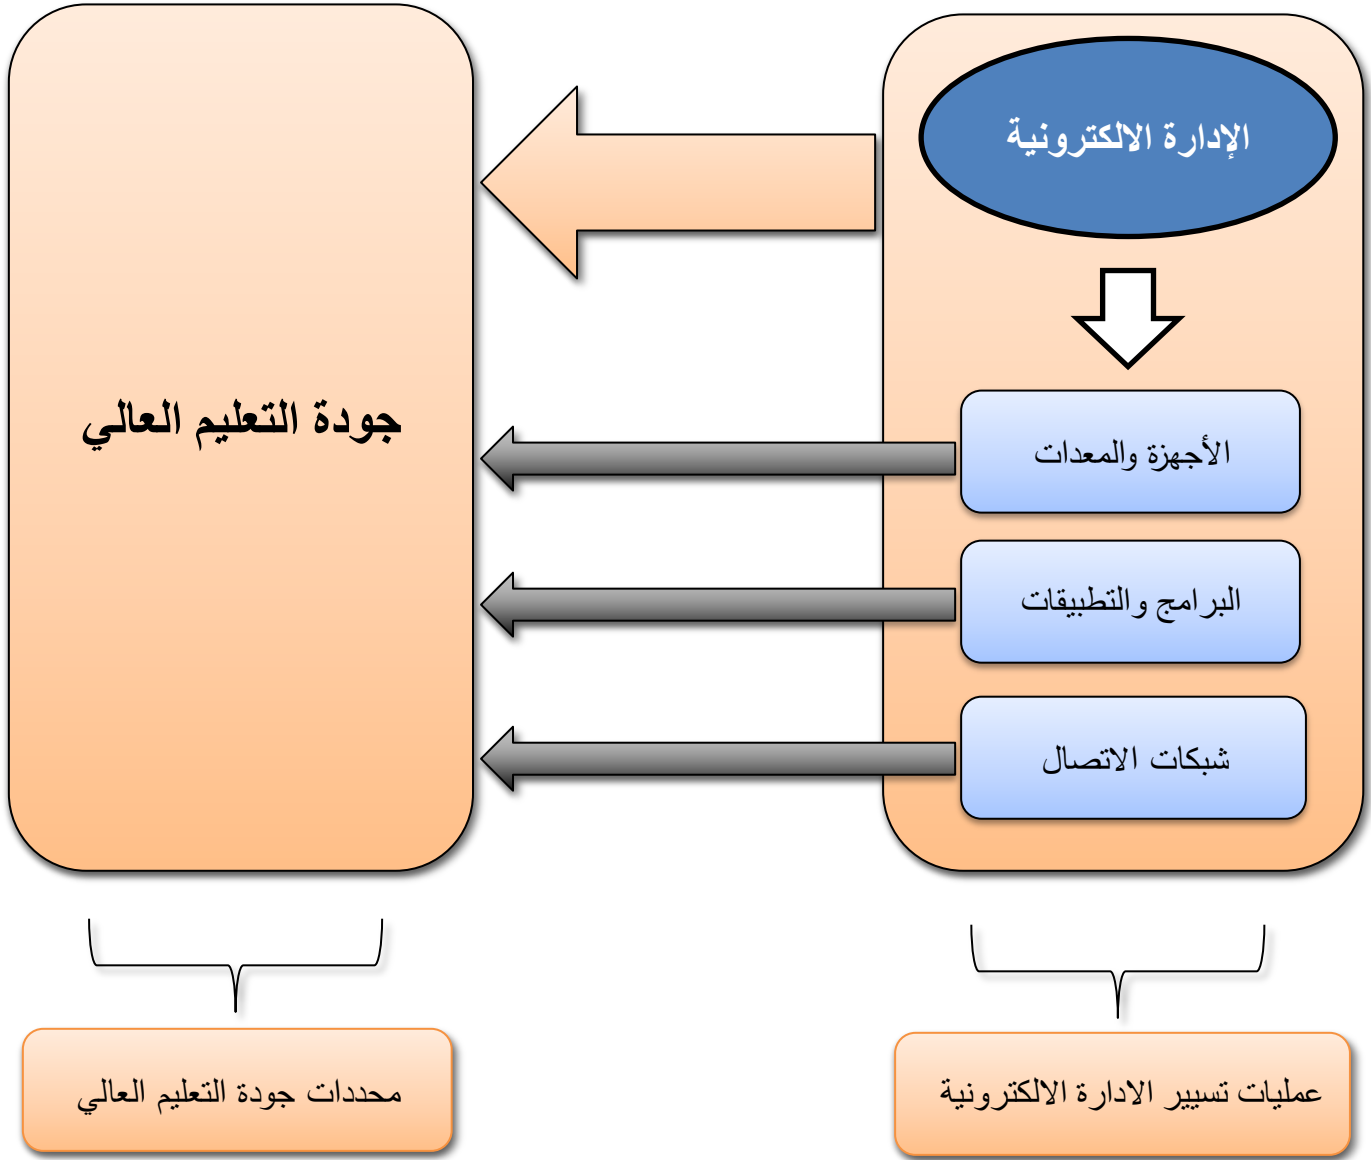 الإدارة الالكترونية
جودة التعليم العالي
الأجهزة والمعدات
البرامج والتطبيقات
شبكات الاتصال
عمليات تسيير الادارة الالكترونية
محددات جودة التعليم العالي